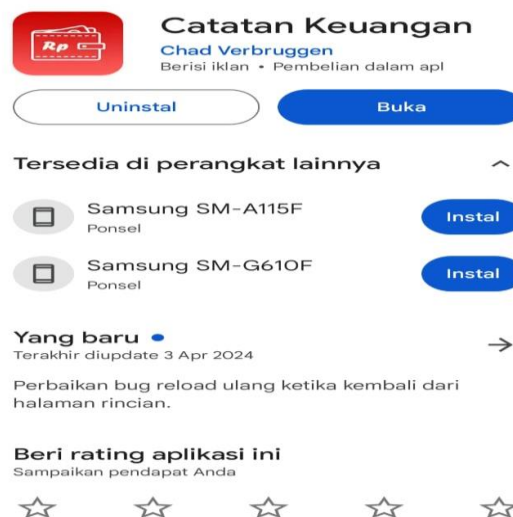 Rp
Catatan Keuangan
Chad Verbruggen
Berisi iklan • Pembelian dalam apl
Uninstal
Buka
Tersedia di perangkat lainnya
Samsung SM-A115F
Ponsel
Instal
Samsung SM-G610F
Ponsel
Instal
Yang baru •
Terakhir diupdate 3 Apr 2024
Perbaikan bug reload ulang ketika kembali dari
halaman rincian.
Beri rating aplikasi ini
Sampaikan pendapat Anda